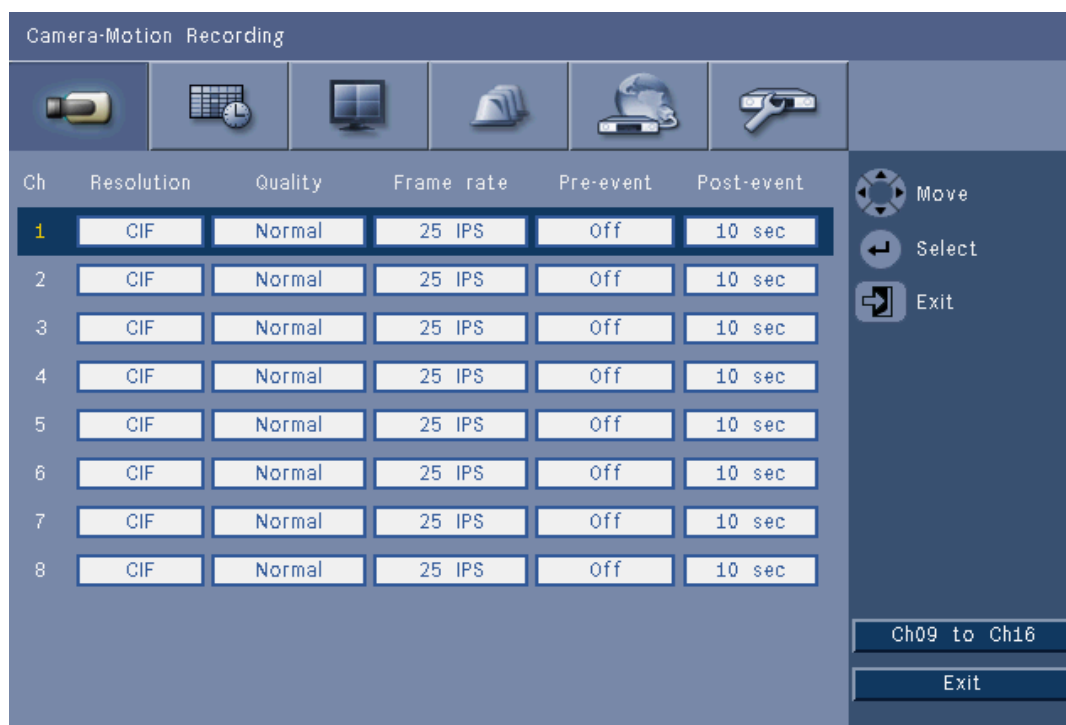 Camera-Motion Recording
Ch Resolution Quality Frame rate Pre-event Post-event
1 CIF Normal 25 IPS Off 10 sec
2 CIF Normal 25 IPS Off 10 sec
3 CIF Normal 25 IPS Off 10 sec
4 CIF Normal 25 IPS Off 10 sec
5 CIF Normal 25 IPS Off 10 sec
6 CIF Normal 25 IPS Off 10 sec
7 CIF Normal 25 IPS Off 10 sec
8 CIF Normal 25 IPS Off 10 sec
Move
Select
Exit
Ch09 to Ch16
Exit